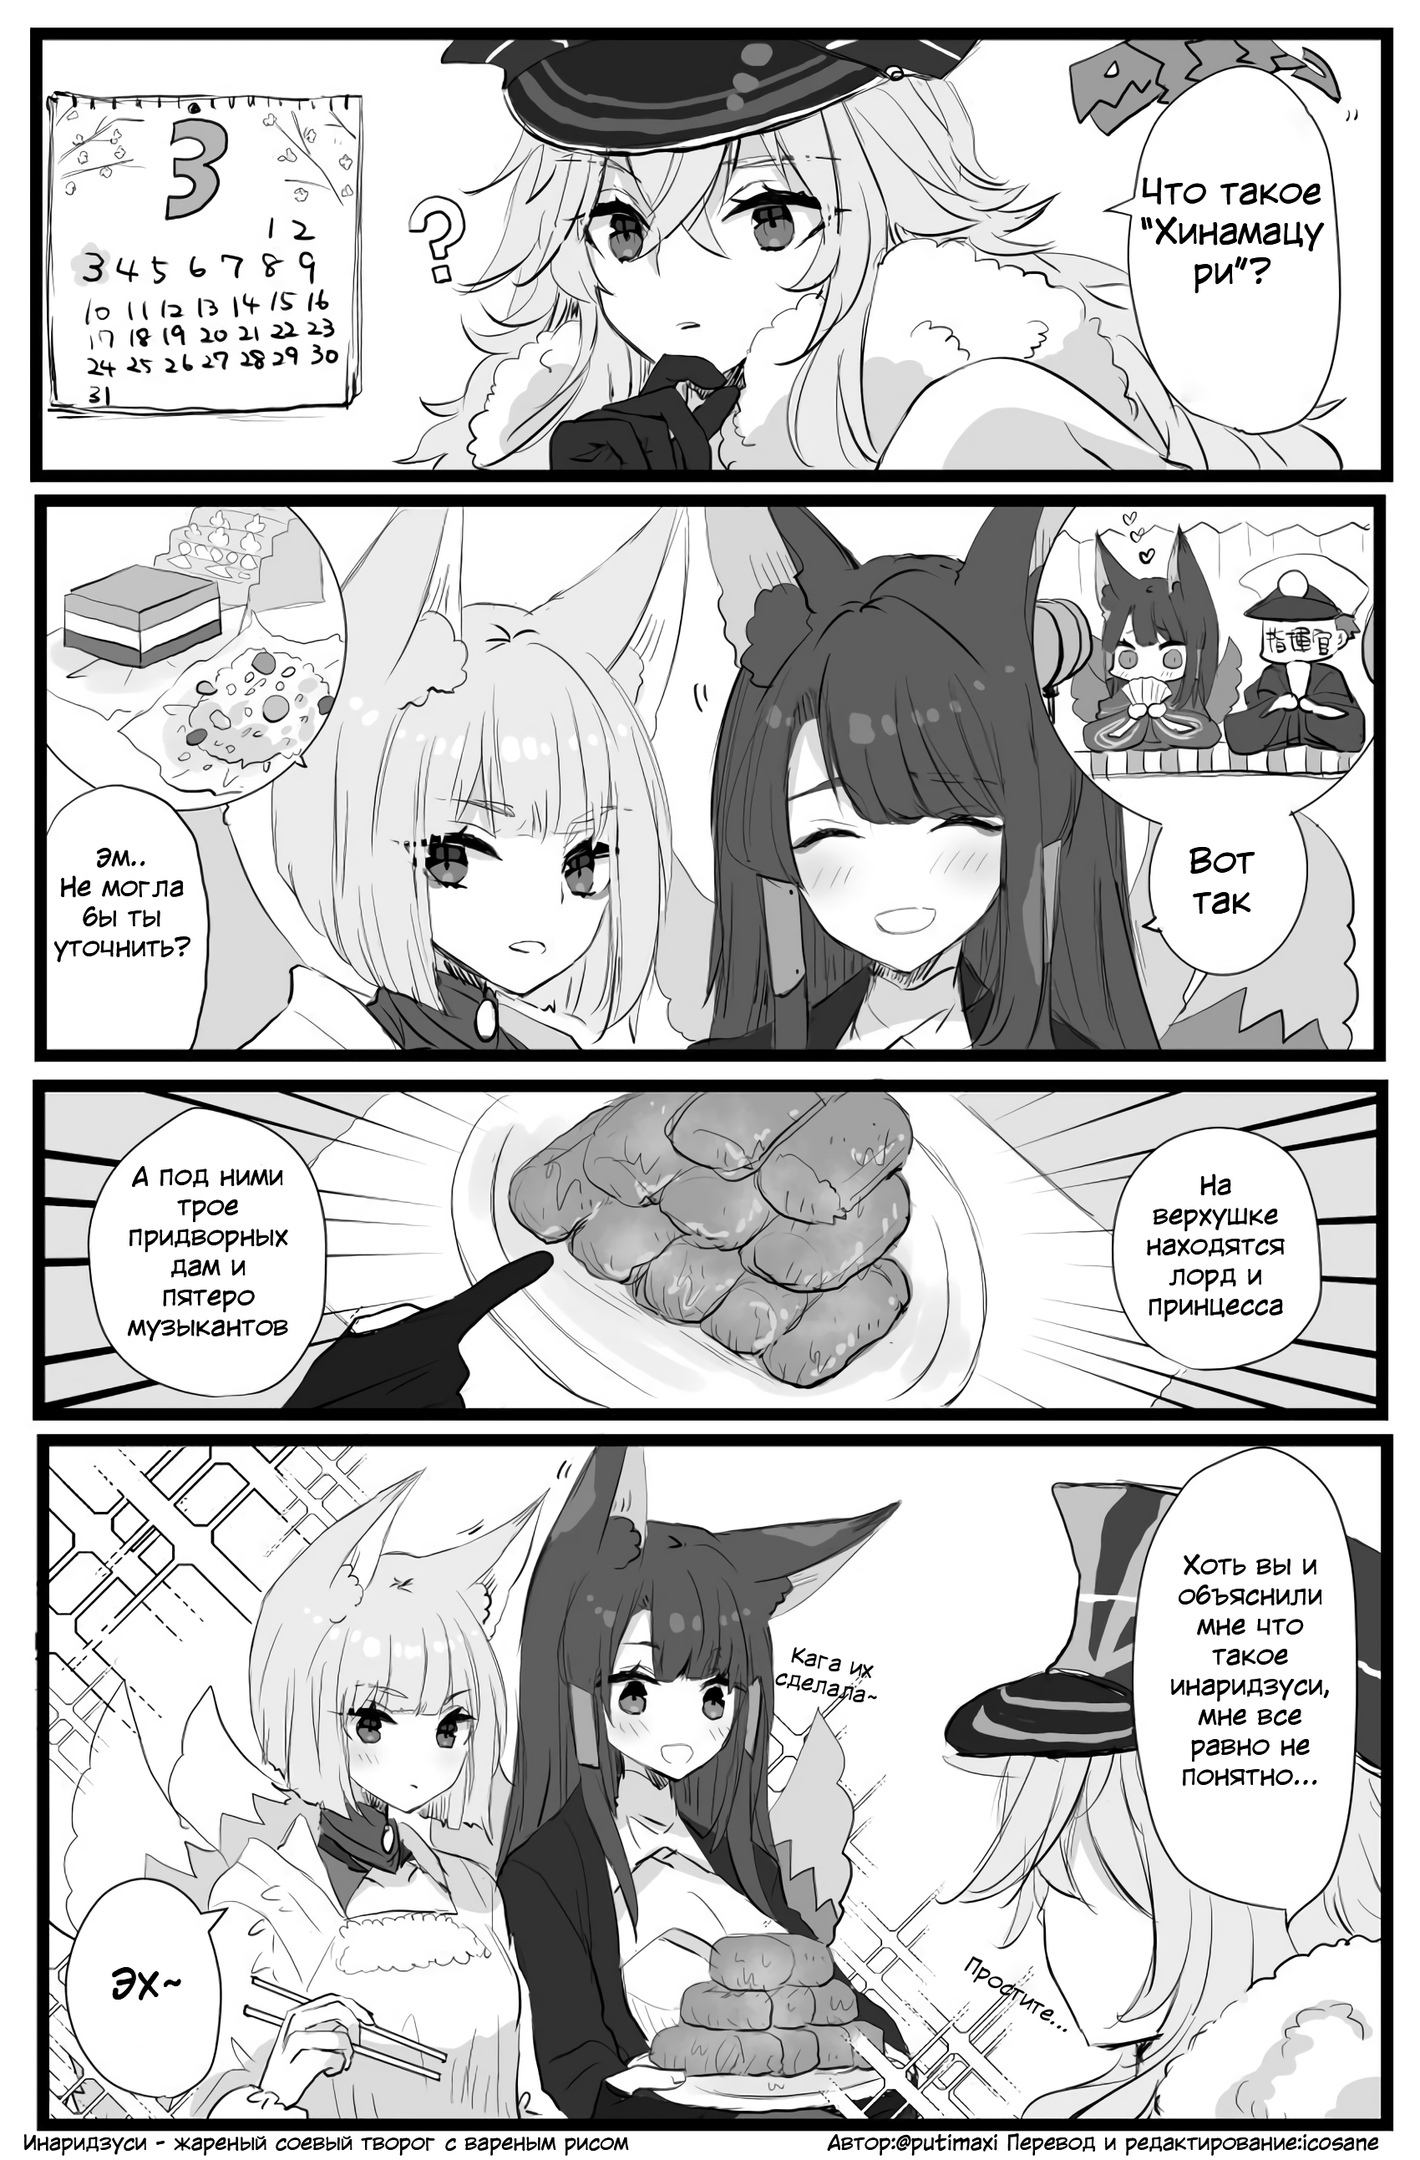 3
1 2
3 4 5 6 7 8 9
10 11 12 13 14 15 16
17 18 19 20 21 22 23
24 25 26 27 28 29 30
31
?
Что такое
"Хинамацу
ри"?
指揮官
Вот
так
Эм..
Не могла
бы ты
уточнить?
На
верхушке
находятся
лорд и
принцесса
А под ними
трое
придворных
дам и
пятеро
музыкантов
Хоть вы и
объяснили
мне что
такое
инаридзуси,
мне все
равно не
понятно...
Кага их
сделала~
Простите...
Эх~
Инаридзуси - жареный соевый творог с вареным рисом
Автор:@putimaxi Перевод и редактирование:icosane